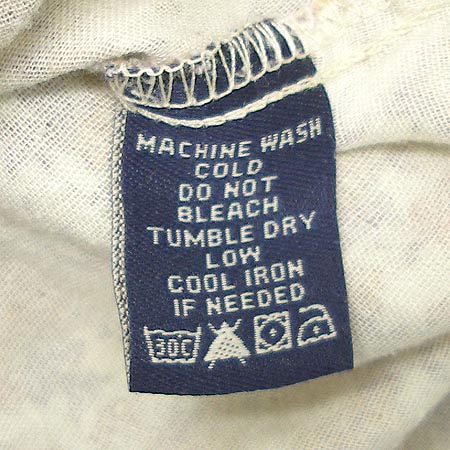 MACHINE WASH
COLD
DO NOT
BLEACH
TUMBLE DRY
LOW
COOL IRON
IF NEEDED
30C